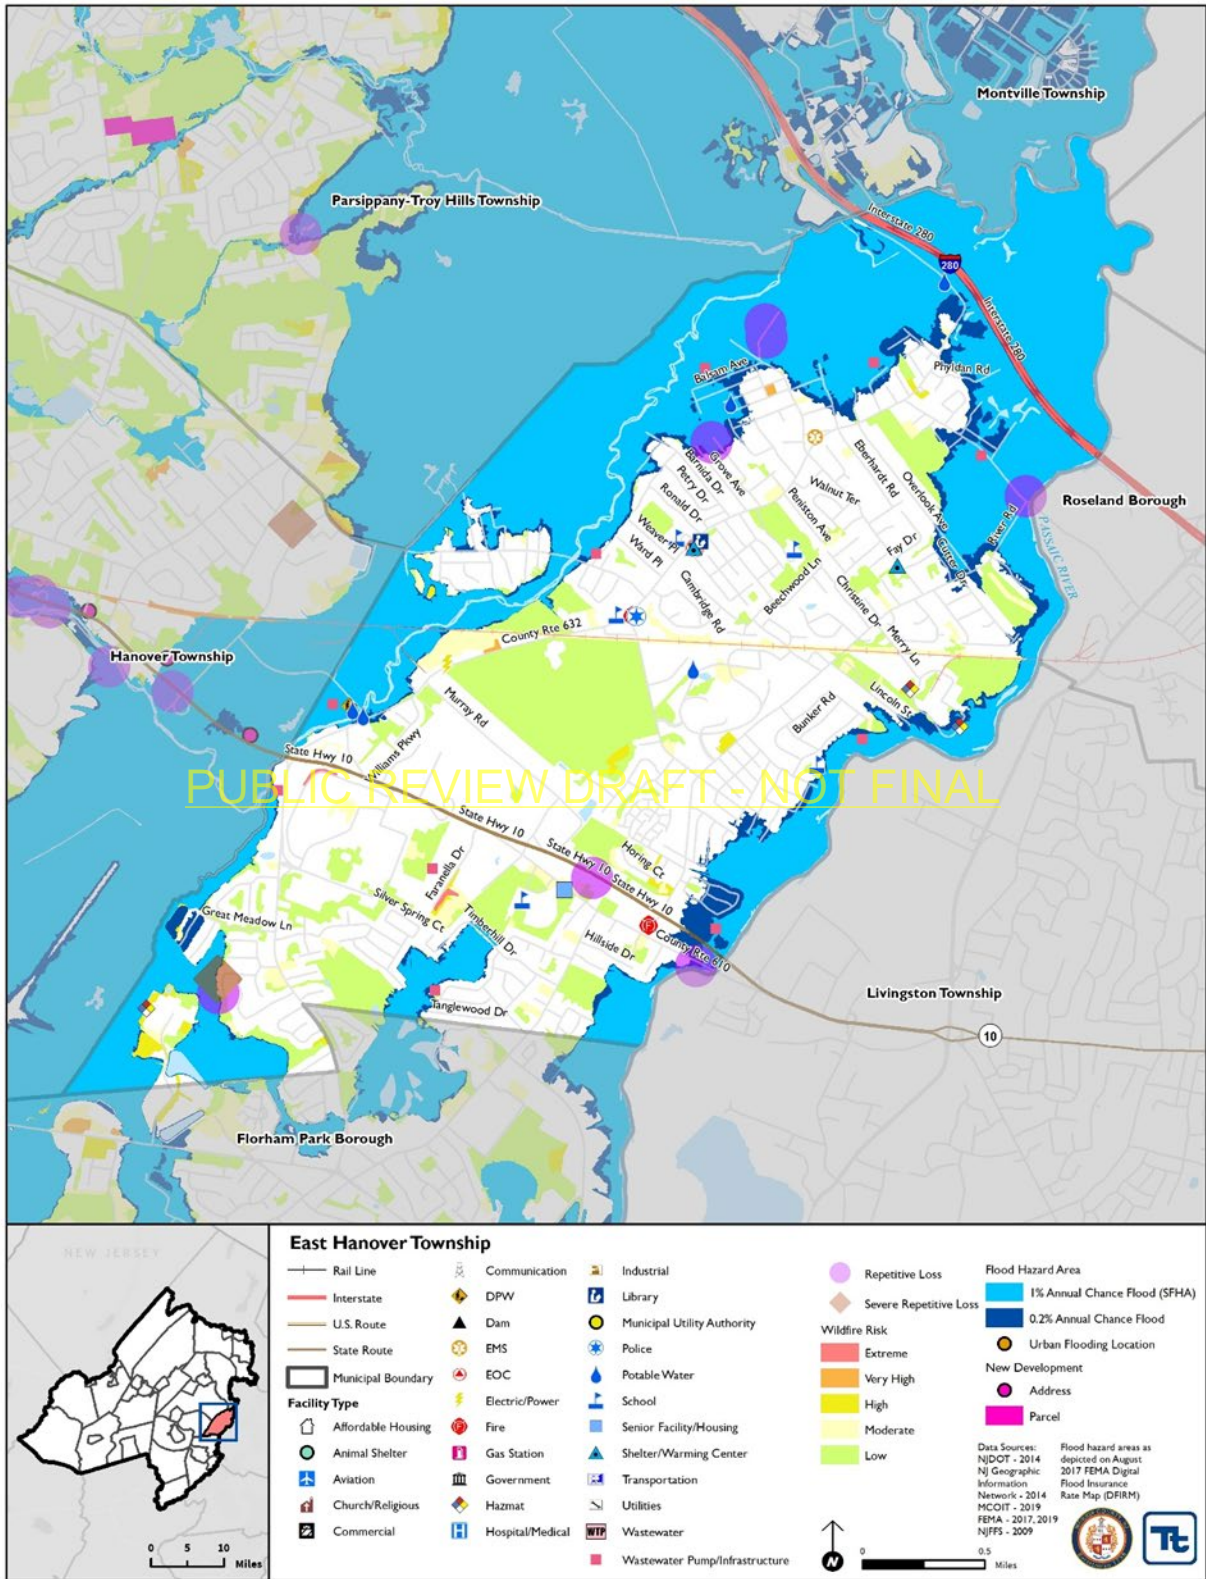 Montville Township
Parsippany-Troy Hills Township
Interstate 280
280
Interstate 280
Balsam Ave
Phyldan Rd
Grove Ave
Barnida Dr
Petry Dr
Ronald Dr
Weaver Pl
Ward Pl
Eberhardt Rd
Walnut Ter
Peniston Ave
Overlook Ave
Roseland Borough
River Rd
PASSAIC RIVER
Fay Dr
Cutter Dr
Cambridge Rd
Beechwood Ln
Christine Dr
Merry Ln
County Rte 632
Hanover Township
Lincoln St
Murray Rd
Bunker Rd
Williams Pkwy
State Hwy 10
PUBLIC REVIEW DRAFT - NOT FINAL
State Hwy 10
State Hwy 10
State Hwy 10
Horing Ct
Faranella Dr
Silver Spring Ct
Timberhill Dr
Great Meadow Ln
Hillside Dr
County Rte 610
Livingston Township
Tanglewood Dr
10
Florham Park Borough
NEW JERSEY
0 5 10
Miles
East Hanover Township
Rail Line
Interstate
U.S. Route
State Route
Municipal Boundary
Facility Type
Affordable Housing
Animal Shelter
Aviation
Church/Religious
Commercial
Communication
DPW
Dam
EMS
EOC
Electric/Power
Fire
Gas Station
Government
Hazmat
Hospital/Medical
Industrial
Library
Municipal Utility Authority
Police
Potable Water
School
Senior Facility/Housing
Shelter/Warming Center
Transportation
Utilities
WTP Wastewater
Wastewater Pump/Infrastructure
Repetitive Loss
Severe Repetitive Loss
Wildfire Risk
Extreme
Very High
High
Moderate
Low
Flood Hazard Area
1% Annual Chance Flood (SFHA)
0.2% Annual Chance Flood
Urban Flooding Location
New Development
Address
Parcel
Data Sources:
NJDOT - 2014
NJ Geographic
Information
Network - 2014
MCOIT - 2019
FEMA - 2017, 2019
NJFFS - 2009
Flood hazard areas as
depicted on August
2017 FEMA Digital
Flood Insurance
Rate Map (DFIRM)
N
0 0.5
Miles
Tt